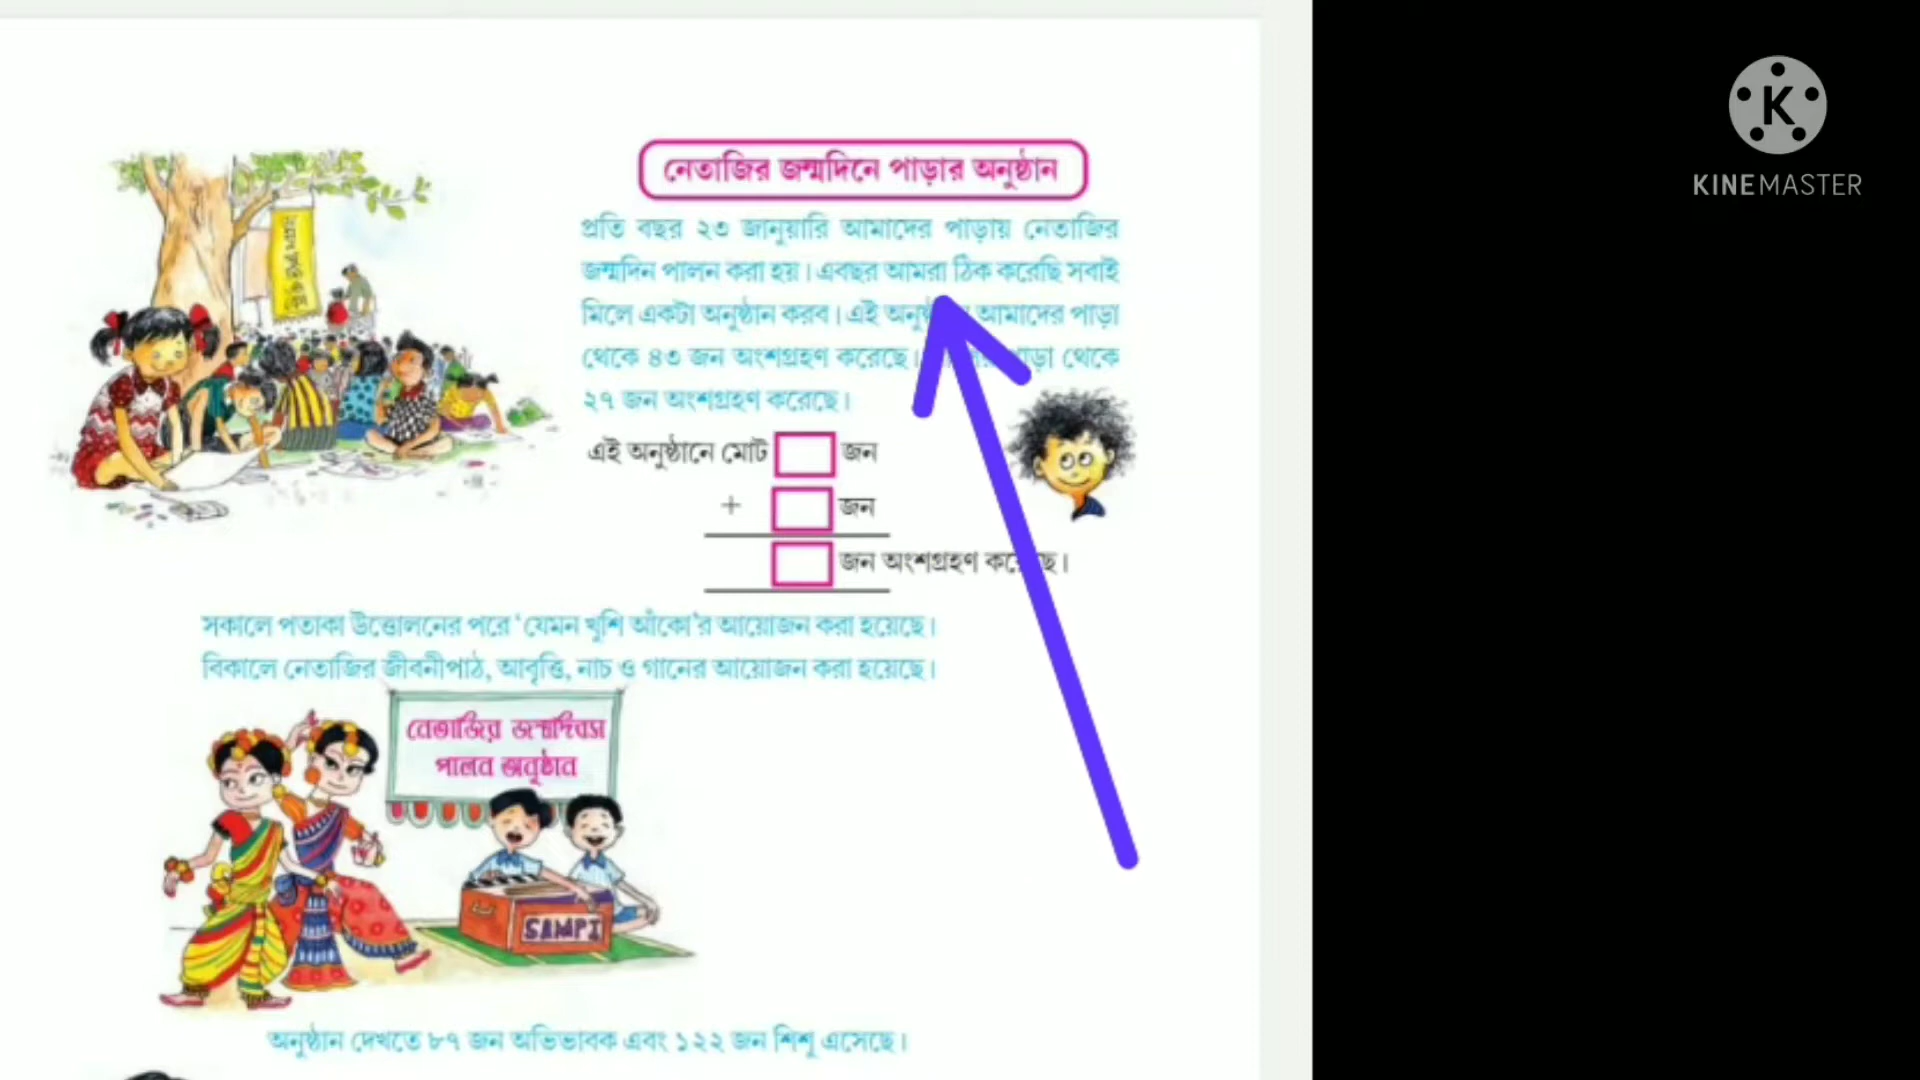 নেতাজির জন্মদিনে পাড়ার অনুষ্ঠান
প্রতি বছর ২৩ জানুয়ারি আমাদের পাড়ায় নেতাজির
জন্মদিন পালন করা হয়। এবছর আমরা ঠিক করেছি সবাই
মিলে একটা অনুষ্ঠান করব। এই আমাদের পাড়া
থেকে ৪৩ জন অংশগ্রহণ করেছে। থেকে
২৭ জন অংশগ্রহণ করেছে।
এই অনুষ্ঠানে মোট জন
+ জন
জন অংশগ্রহণ
সকালে পতাকা উত্তোলনের পরে ‘যেমন খুশি আঁকো’র আয়োজন করা হয়েছে।
বিকালে নেতাজির জীবনীপাঠ, আবৃত্তি, নাচ ও গানের আয়োজন করা হয়েছে।
নেতাজির জন্মদিবস
পালন অনুষ্ঠান
SAMPI
অনুষ্ঠান দেখতে ৮৭ জন অভিভাবক এবং ১২২ জন শিশু এসেছে।
K
KINEMASTER